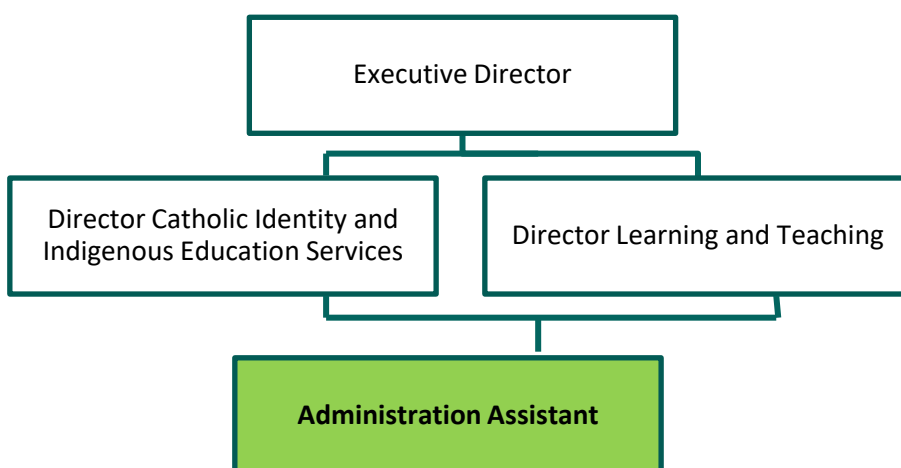 Executive Director
Director Catholic Identity and
Indigenous Education Services
Director Learning and Teaching
Administration Assistant